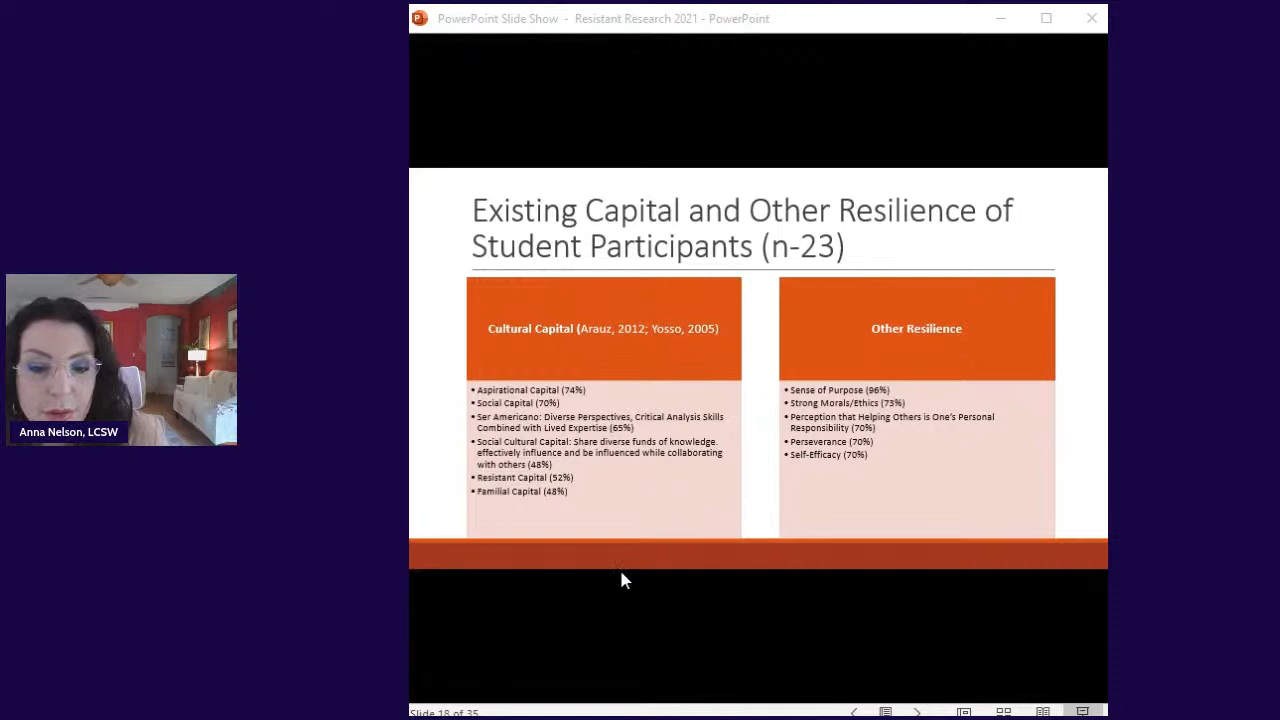 PowerPoint Slide Show - Resistant Research 2021 - PowerPoint
Existing Capital and Other Resilience of
Student Participants (n-23)
Cultural Capital (Arauz, 2012; Yosso, 2005)
• Aspirational Capital (74%)
• Social Capital (70%)
• Ser Americano: Diverse Perspectives, Critical Analysis Skills
Combined with Lived Expertise (65%)
• Social Cultural Capital: Share diverse funds of knowledge.
effectively influence and be influenced while collaborating
with others (48%)
• Resistant Capital (52%)
• Familial Capital (48%)
Other Resilience
• Sense of Purpose (96%)
• Strong Morals/Ethics (73%)
• Perception that Helping Others is One's Personal
Responsibility (70%)
• Perseverance (70%)
• Self-Efficacy (70%)
Anna Nelson, LCSW
Slide 18 of 35